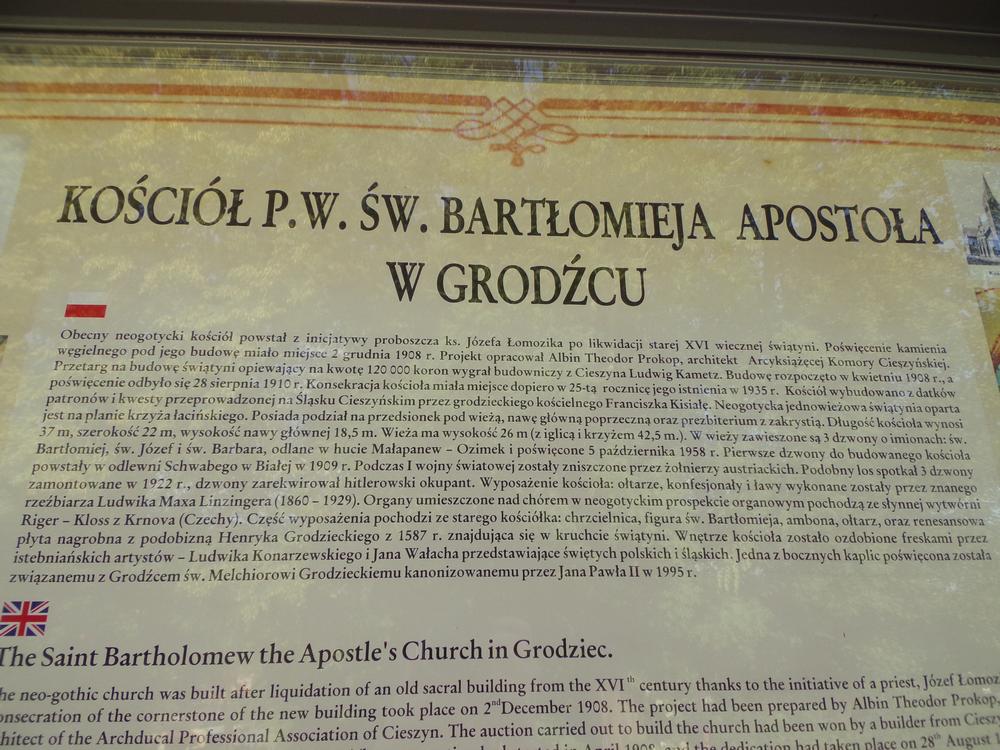 KOŚCIÓŁ P.W. ŚW. BARTŁOMIEJA APOSTOŁA
W GRODŹCU
Obecny neogotycki kościół powstał z inicjatywy proboszcza ks. Józefa Łomozika po likwidacji starej XVI wiecznej świątyni. Poświęcenie kamienia
węgielnego pod jego budowę miało miejsce 2 grudnia 1908 r. Projekt opracował Albin Theodor Prokop, architekt Arcyksiążęcej Komory Cieszyńskiej.
Przetarg na budowę świątyni opiewający na kwotę 120 000 koron wygrał budowniczy z Cieszyna Ludwig Kametz. Budowę rozpoczęto w kwietniu 1908 r., a
poświęcenie odbyło się 28 sierpnia 1910 r. Konsekracja kościoła miała miejsce dopiero w 25-tą rocznicę jego istnienia w 1935 r. Kościół wybudowano z datków
patronów i kwesty przeprowadzonej na Śląsku Cieszyńskim przez grodzieckiego kościelnego Franciszka Kisiałę. Neogotycka jednowieżowa świątynia oparta
jest na planie krzyża łacińskiego. Posiada podział na przedsionek pod wieżą, nawę główną poprzeczną oraz prezbiterium z zakrystią. Długość kościoła wynosi
37 m, szerokość 22 m, wysokość nawy głównej 18,5 m. Wieża ma wysokość 26 m (z iglicą i krzyżem 42,5 m.). W wieży zawieszone są 3 dzwony o imionach: św.
Bartłomiej, św. Józef i św. Barbara, odlane w hucie Małapanew – Ozimek i poświęcone 5 października 1958 r. Pierwsze dzwony do budowanego kościoła
powstały w odlewni Schwabego w Białej w 1909 r. Podczas I wojny światowej zostały zniszczone przez żołnierzy austriackich. Podobny los spotkał 3 dzwony
zamontowane w 1922 r., dzwony zarekwirował hitlerowski okupant. Wyposażenie kościoła: ołtarze, konfesjonały i ławy wykonane zostały przez znanego
rzeźbiarza Ludwika Maxa Linzingera (1860 – 1929). Organy umieszczone nad chórem w neogotyckim prospekcie organowym pochodzą ze słynnej wytwórni
Riger – Kloss z Krnova (Czechy). Część wyposażenia pochodzi ze starego kościółka: chrzcielnica, figura św. Bartłomieja, ambona, ołtarz, oraz renesansowa
płyta nagrobna z podobizną Henryka Grodzieckiego z 1587 r. znajdująca się w kruchcie świątyni. Wnętrze kościoła zostało ozdobione freskami przez
istebniańskich artystów – Ludwika Konarzewskiego i Jana Wałacha przedstawiające świętych polskich i śląskich. Jedna z bocznych kaplic poświęcona została
związanemu z Grodźcem św. Melchiorowi Grodzieckiemu kanonizowanemu przez Jana Pawła II w 1995 r.
The Saint Bartholomew the Apostle's Church in Grodziec.
he neo-gothic church was built after liquidation of an old sacral building from the XVIth century thanks to the initiative of a priest, Józef Łomoz
onsecration of the cornerstone of the new building took place on 2nd December 1908. The project had been prepared by Albin Theodor Prokop,
chitect of the Archducal Professional Association of Cieszyn. The auction carried out to build the church had been won by a builder from Ciesz
in April 1908 and the dedication had taken place on 28th August 1